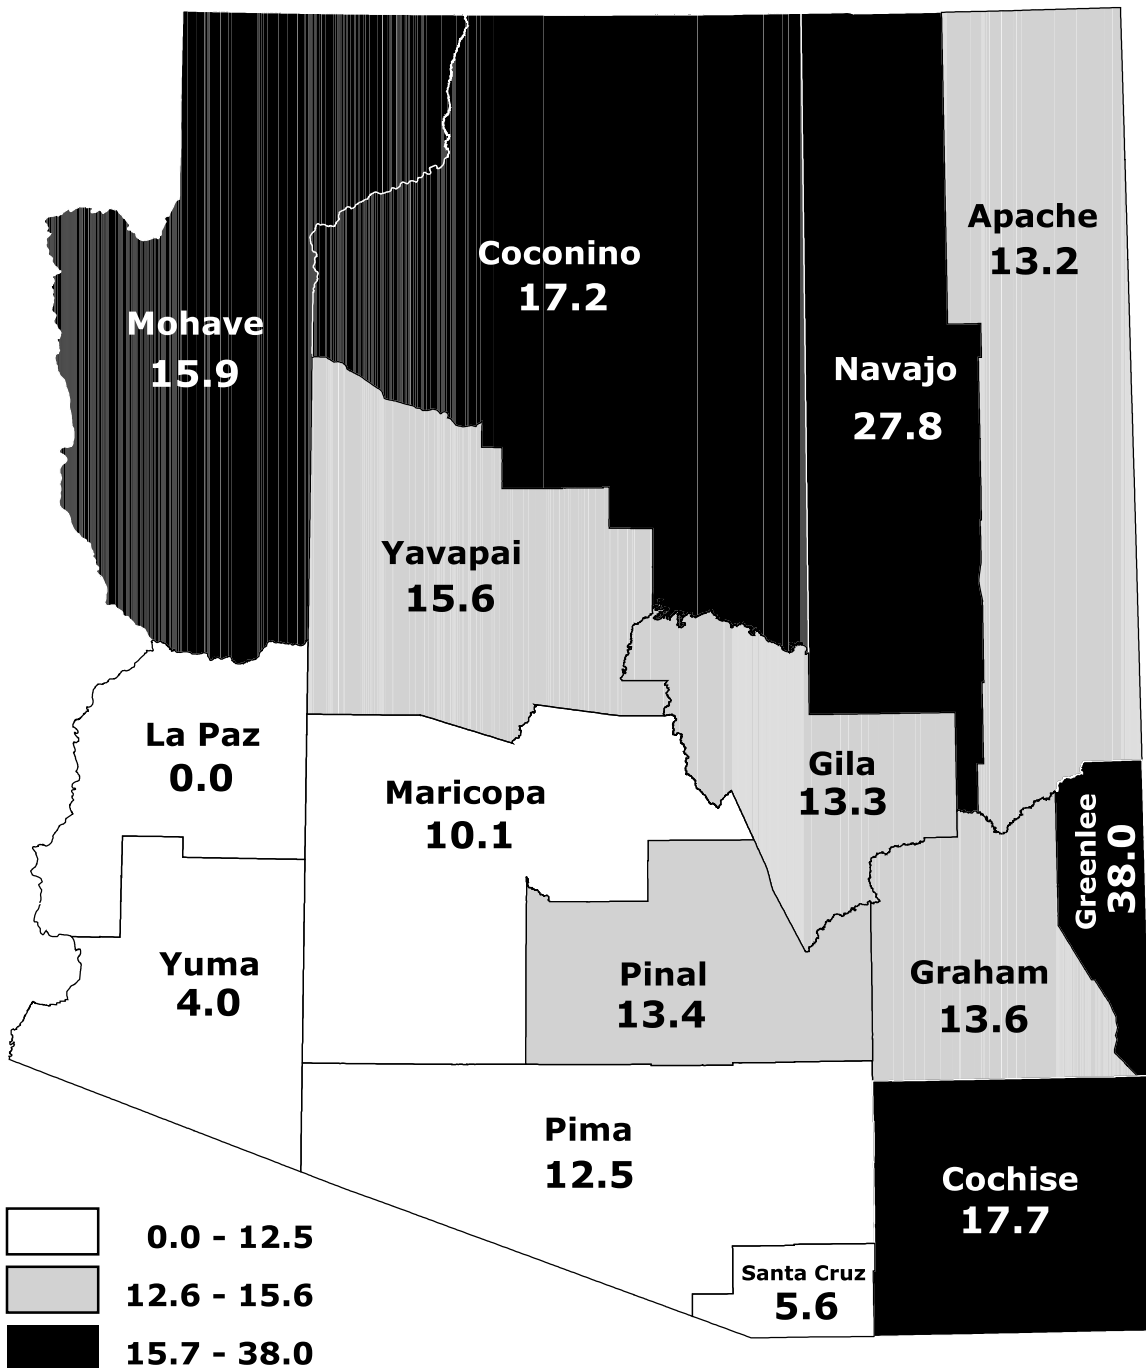 Apache
13.2
Coconino
17.2
Mohave
15.9
Navajo
27.8
Yavapai
15.6
La Paz
0.0
Maricopa
10.1
Gila
13.3
Greenlee
38.0
Yuma
4.0
Pinal
13.4
Graham
13.6
Pima
12.5
Cochise
17.7
Santa Cruz
5.6
0.0 - 12.5
12.6 - 15.6
15.7 - 38.0